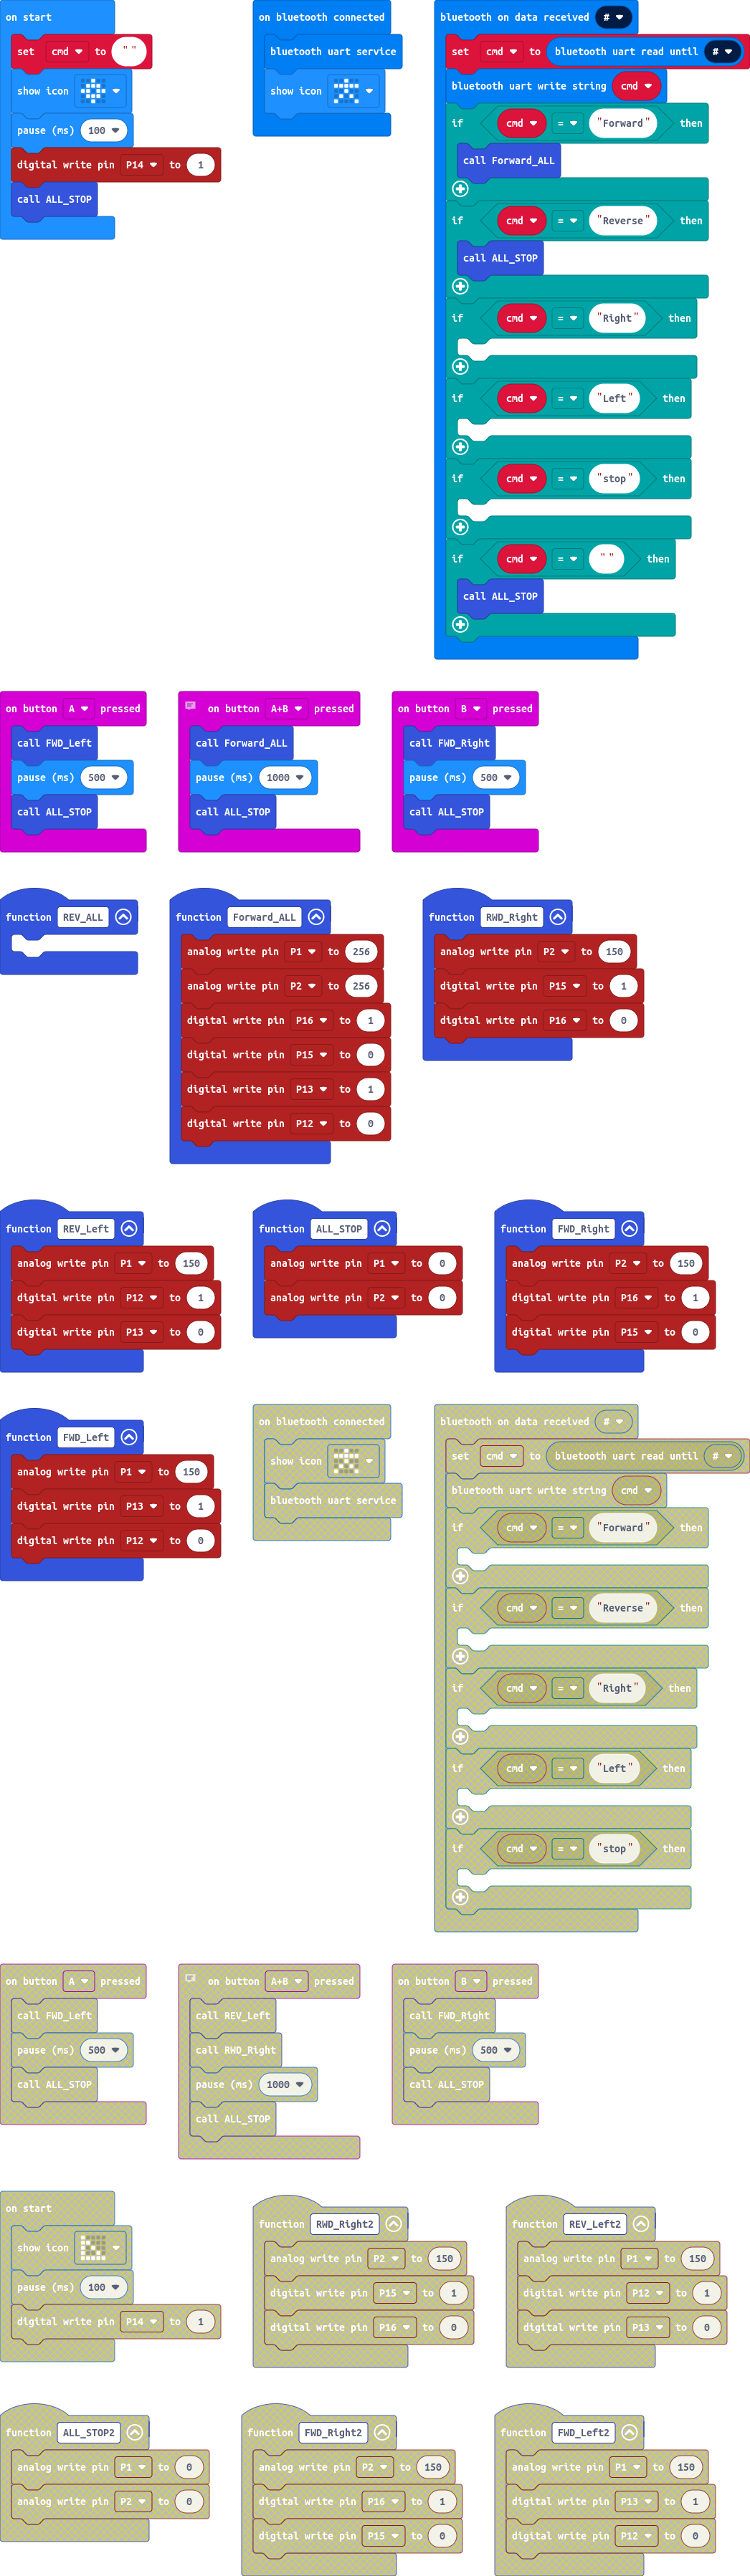 on start
set cmd to " "
show icon
pause (ms) 100
digital write pin P14 to 1
call ALL_STOP
on bluetooth connected
bluetooth uart service
show icon
bluetooth on data received #
set cmd to bluetooth uart read until #
bluetooth uart write string cmd
if cmd = "Forward" then
call Forward_ALL
if cmd = "Reverse" then
call ALL_STOP
if cmd = "Right" then
if cmd = "Left" then
if cmd = "stop" then
if cmd = " " then
call ALL_STOP
on button A pressed
call FWD_Left
pause (ms) 500
call ALL_STOP
on button A+B pressed
call Forward_ALL
pause (ms) 1000
call ALL_STOP
on button B pressed
call FWD_Right
pause (ms) 500
call ALL_STOP
function REV_ALL
function Forward_ALL
analog write pin P1 to 256
analog write pin P2 to 256
digital write pin P16 to 1
digital write pin P15 to 0
digital write pin P13 to 1
digital write pin P12 to 0
function RWD_Right
analog write pin P2 to 150
digital write pin P15 to 1
digital write pin P16 to 0
function REV_Left
analog write pin P1 to 150
digital write pin P12 to 1
digital write pin P13 to 0
function ALL_STOP
analog write pin P1 to 0
analog write pin P2 to 0
function FWD_Right
analog write pin P2 to 150
digital write pin P16 to 1
digital write pin P15 to 0
function FWD_Left
analog write pin P1 to 150
digital write pin P13 to 1
digital write pin P12 to 0
on bluetooth connected
show icon
bluetooth uart service
bluetooth on data received #
set cmd to bluetooth uart read until #
bluetooth uart write string cmd
if cmd = "Forward" then
if cmd = "Reverse" then
if cmd = "Right" then
if cmd = "Left" then
if cmd = "stop" then
on button A pressed
call FWD_Left
pause (ms) 500
call ALL_STOP
on button A+B pressed
call REV_Left
call RWD_Right
pause (ms) 1000
call ALL_STOP
on button B pressed
call FWD_Right
pause (ms) 500
call ALL_STOP
on start
show icon
pause (ms) 100
digital write pin P14 to 1
function RWD_Right2
analog write pin P2 to 150
digital write pin P15 to 1
digital write pin P16 to 0
function REV_Left2
analog write pin P1 to 150
digital write pin P12 to 1
digital write pin P13 to 0
function ALL_STOP2
analog write pin P1 to 0
analog write pin P2 to 0
function FWD_Right2
analog write pin P2 to 150
digital write pin P16 to 1
digital write pin P15 to 0
function FWD_Left2
analog write pin P1 to 150
digital write pin P13 to 1
digital write pin P12 to 0